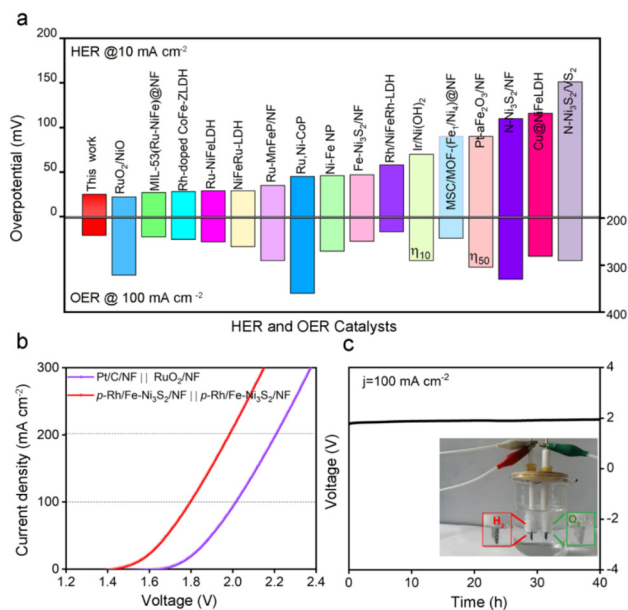 a
HER @10 mA cm-2
Overpotential (mV)
200
150
100
50
0
200
300
400
This work
RuO2/NiO
MIL-53(Ru-NiFe)@NF
Rh-doped CoFe-ZLDH
Ru-NiFeLDH
NiFeRu-LDH
Ru-MnFeP/NF
Ru,Ni-CoP
Ni-Fe NP
Fe-Ni3S2/NF
Rh/NiFeRh-LDH
Ir/Ni(OH)2
MSC/MOF-(Fe1/Ni4)@NF
Pt-aFe2O3/NF
N-Ni3S2/NF
Cu@NiFeLDH
N-Ni3S2/VS2
η10
η50
OER @ 100 mA cm-2
HER and OER Catalysts
b
Current density (mA cm-2)
300
200
100
0
Pt/C/NF || RuO2/NF
p-Rh/Fe-Ni3S2/NF || p-Rh/Fe-Ni3S2/NF
1.2 1.4 1.6 1.8 2.0 2.2 2.4
Voltage (V)
c
j=100 mA cm-2
4
2
0
-2
-4
Voltage (V)
0 10 20 30 40
Time (h)